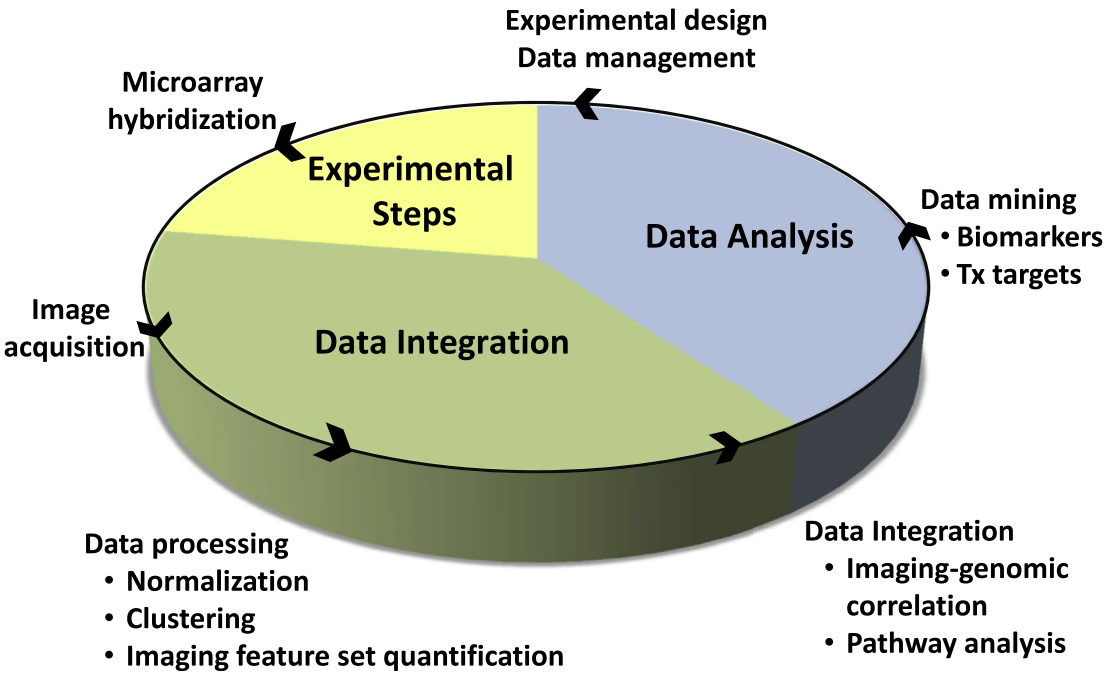 Experimental design
Data management
Microarray
hybridization
Experimental
Steps
Data mining
• Biomarkers
• Tx targets
Data Analysis
Image
acquisition
Data Integration
Data processing
• Normalization
• Clustering
• Imaging feature set quantification
Data Integration
• Imaging-genomic
correlation
• Pathway analysis